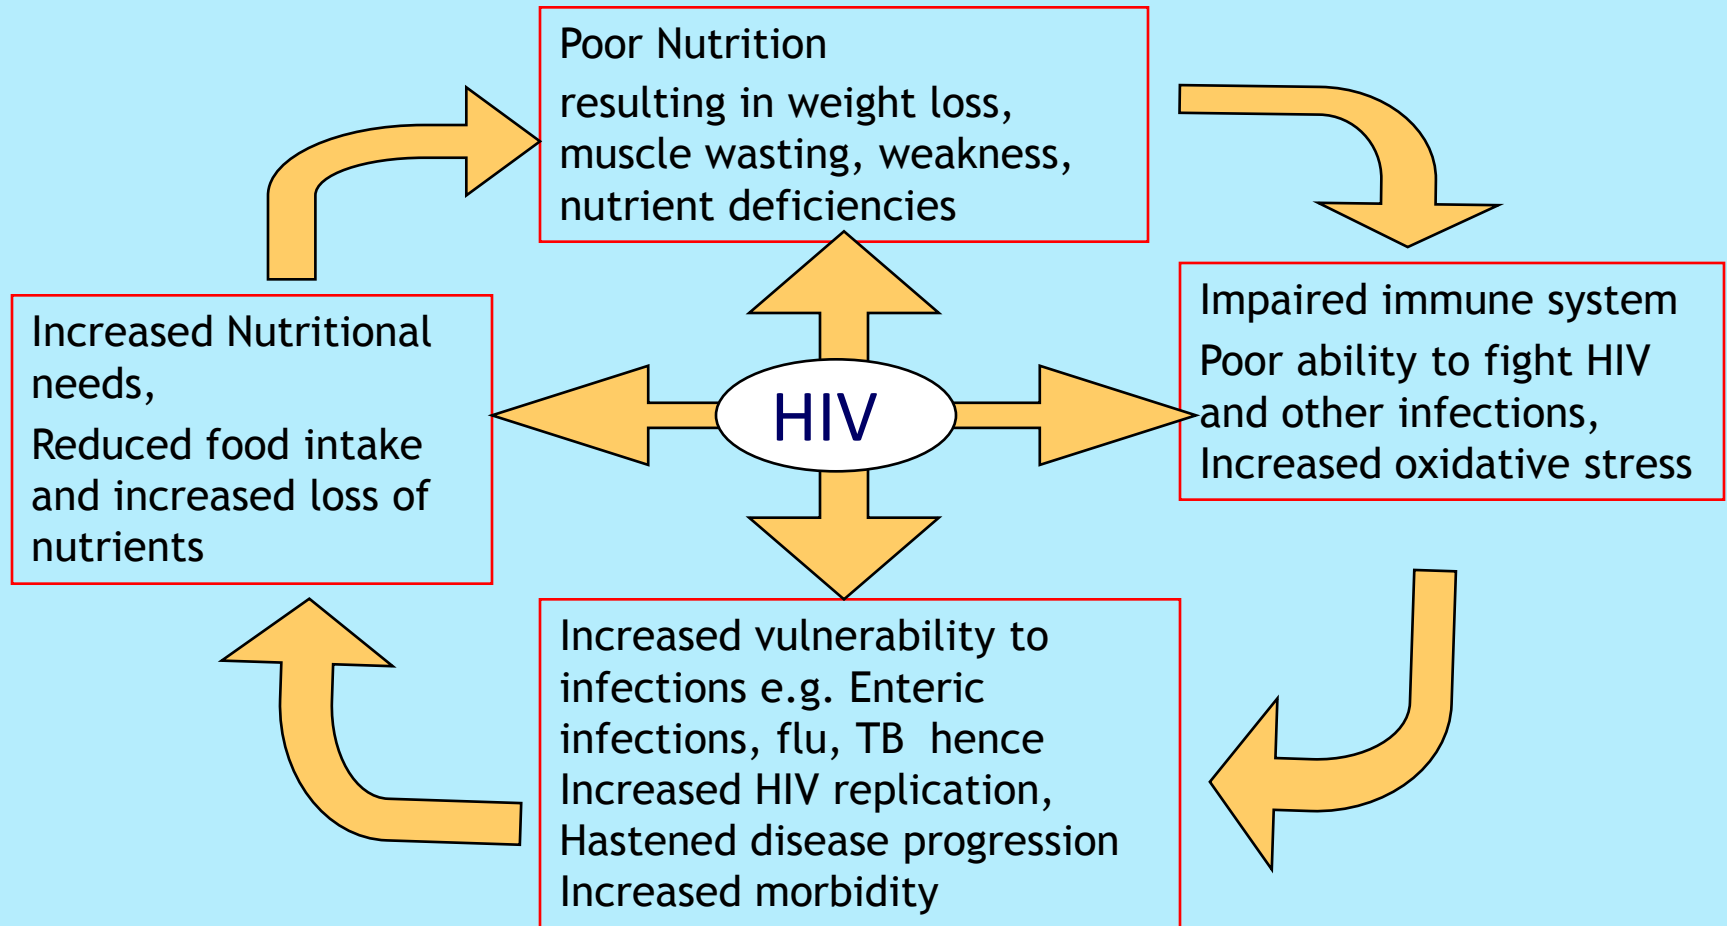 Poor Nutrition
resulting in weight loss,
muscle wasting, weakness,
nutrient deficiencies
Impaired immune system
Poor ability to fight HIV
and other infections,
Increased oxidative stress
Increased Nutritional
needs,
Reduced food intake
and increased loss of
nutrients
HIV
Increased vulnerability to
infections e.g. Enteric
infections, flu, TB hence
Increased HIV replication,
Hastened disease progression
Increased morbidity